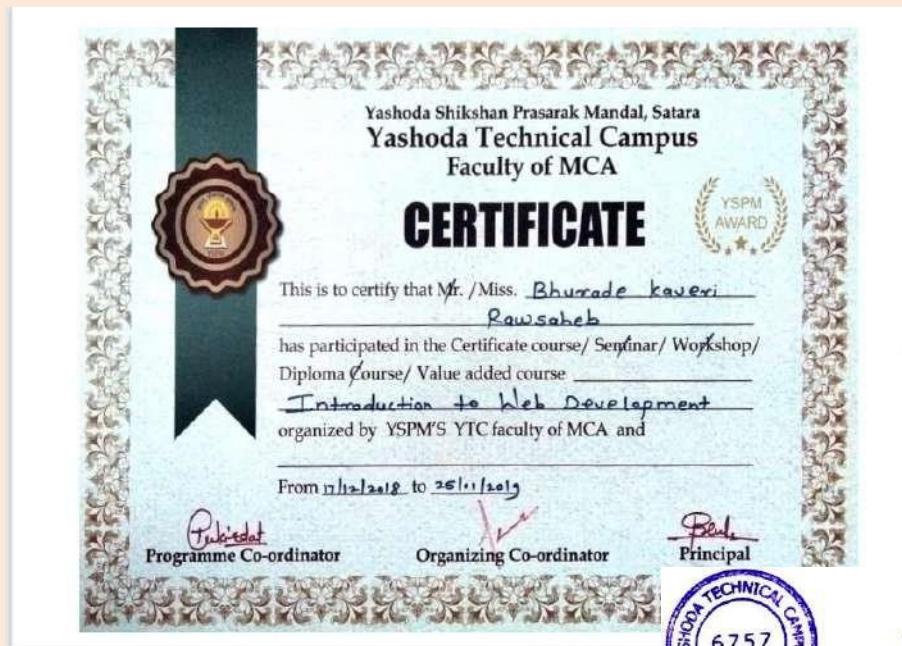 Yashoda Shikshan Prasarak Mandal, Satara
Yashoda Technical Campus
Faculty of MCA
CERTIFICATE
YSPM
AWARD
This is to certify that Mr. /Miss. Bhurade kaveri
Rawsaheb
has participated in the Certificate course/ Seminar/ Workshop/
Diploma Course/ Value added course
Introduction to Web Development
organized by YSPM'S YTC faculty of MCA and
From 17/12/2018 to 25/11/2019
Programme Co-ordinator
Organizing Co-ordinator
Principal
TECHNICAL
6757